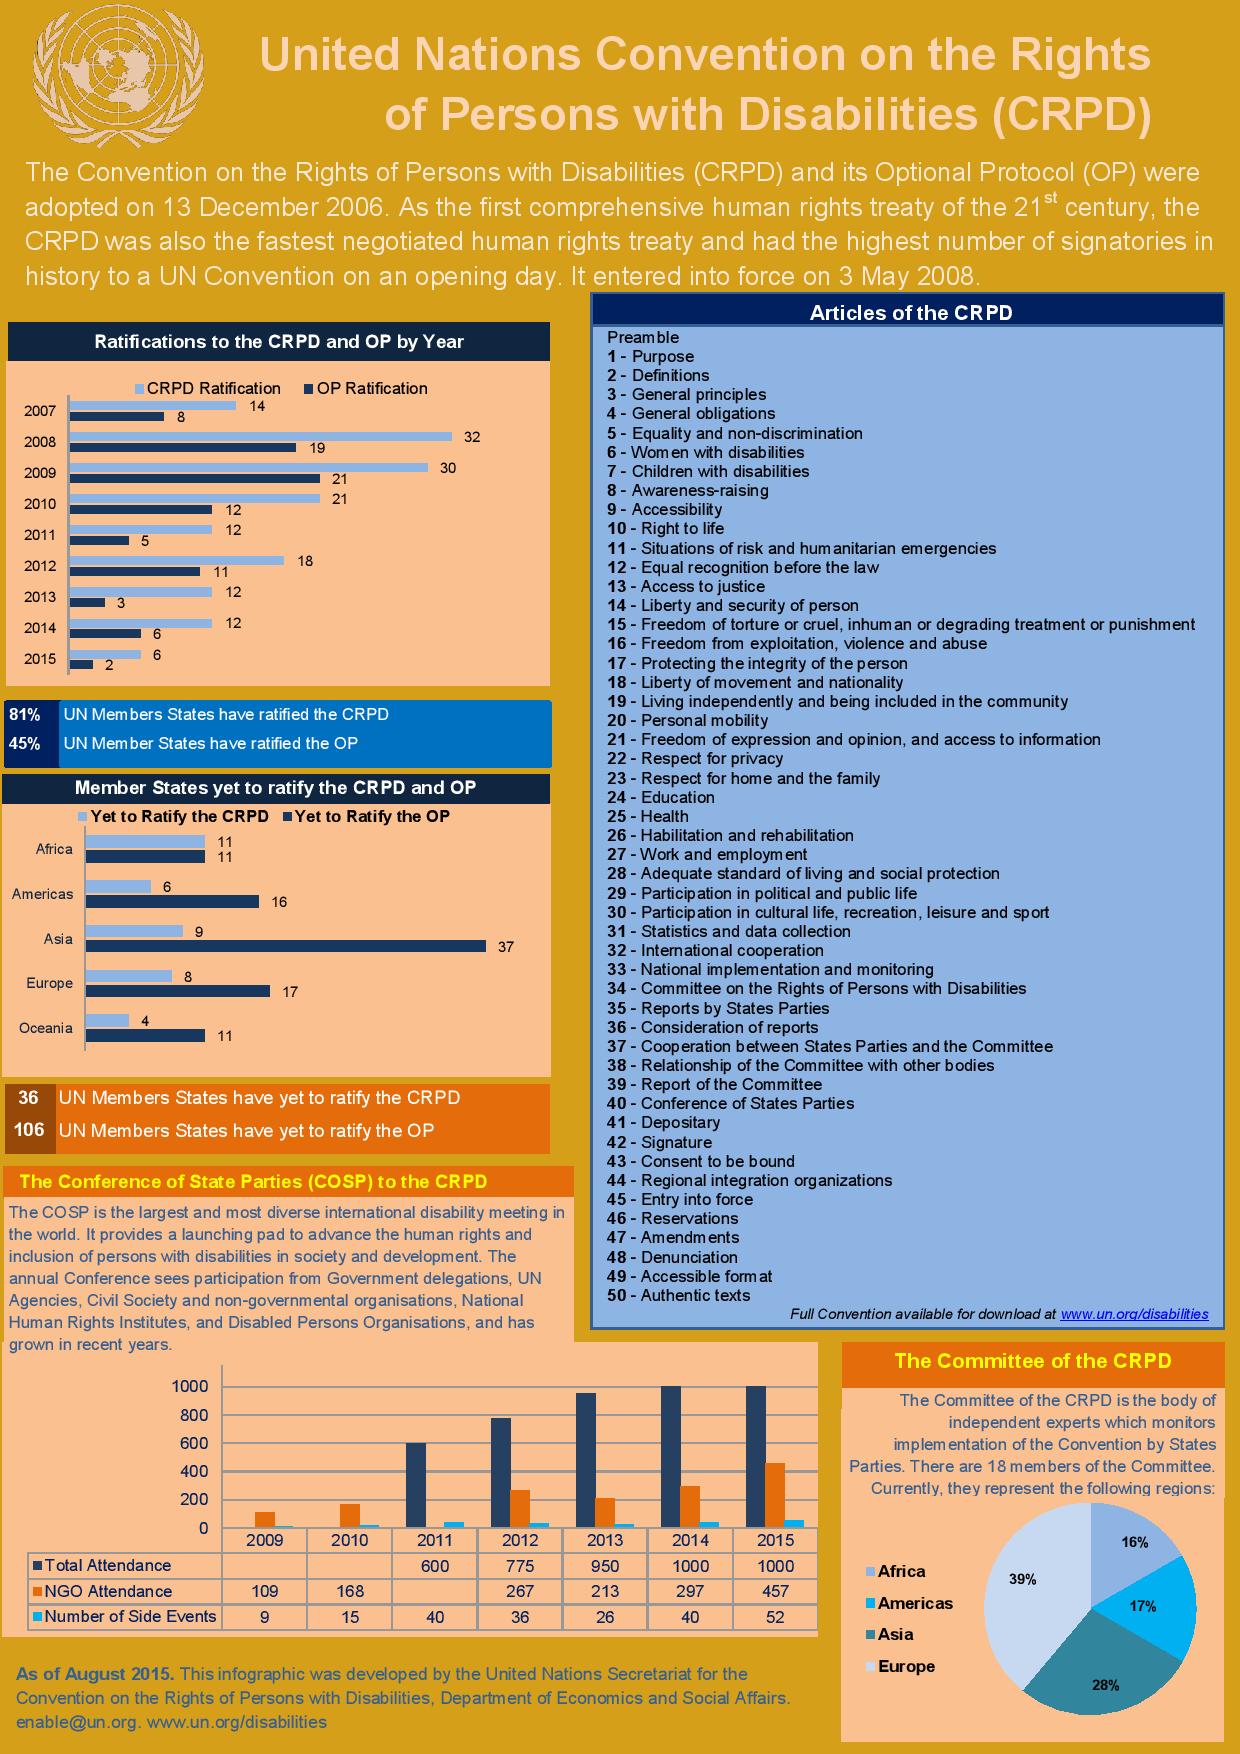 United Nations Convention on the Rights
of Persons with Disabilities (CRPD)
The Convention on the Rights of Persons with Disabilities (CRPD) and its Optional Protocol (OP) were
adopted on 13 December 2006. As the first comprehensive human rights treaty of the 21st century, the
CRPD was also the fastest negotiated human rights treaty and had the highest number of signatories in
history to a UN Convention on an opening day. It entered into force on 3 May 2008.
Ratifications to the CRPD and OP by Year
CRPD Ratification OP Ratification
2007 14 8
2008 32 19
2009 30 21
2010 21 12
2011 12 5
2012 18 11
2013 12 3
2014 12 6
2015 6 2
81% UN Members States have ratified the CRPD
45% UN Member States have ratified the OP
Member States yet to ratify the CRPD and OP
Yet to Ratify the CRPD Yet to Ratify the OP
Africa 11 11
Americas 6 16
Asia 9 37
Europe 8 17
Oceania 4 11
36 UN Members States have yet to ratify the CRPD
106 UN Members States have yet to ratify the OP
Articles of the CRPD
Preamble
1 - Purpose
2 - Definitions
3 - General principles
4 - General obligations
5 - Equality and non-discrimination
6 - Women with disabilities
7 - Children with disabilities
8 - Awareness-raising
9 - Accessibility
10 - Right to life
11 - Situations of risk and humanitarian emergencies
12 - Equal recognition before the law
13 - Access to justice
14 - Liberty and security of person
15 - Freedom of torture or cruel, inhuman or degrading treatment or punishment
16 - Freedom from exploitation, violence and abuse
17 - Protecting the integrity of the person
18 - Liberty of movement and nationality
19 - Living independently and being included in the community
20 - Personal mobility
21 - Freedom of expression and opinion, and access to information
22 - Respect for privacy
23 - Respect for home and the family
24 - Education
25 - Health
26 - Habilitation and rehabilitation
27 - Work and employment
28 - Adequate standard of living and social protection
29 - Participation in political and public life
30 - Participation in cultural life, recreation, leisure and sport
31 - Statistics and data collection
32 - International cooperation
33 - National implementation and monitoring
34 - Committee on the Rights of Persons with Disabilities
35 - Reports by States Parties
36 - Consideration of reports
37 - Cooperation between States Parties and the Committee
38 - Relationship of the Committee with other bodies
39 - Report of the Committee
40 - Conference of States Parties
41 - Depositary
42 - Signature
43 - Consent to be bound
44 - Regional integration organizations
45 - Entry into force
46 - Reservations
47 - Amendments
48 - Denunciation
49 - Accessible format
50 - Authentic texts
Full Convention available for download at www.un.org/disabilities
The Conference of State Parties (COSP) to the CRPD
The COSP is the largest and most diverse international disability meeting in
the world. It provides a launching pad to advance the human rights and
inclusion of persons with disabilities in society and development. The
annual Conference sees participation from Government delegations, UN
Agencies, Civil Society and non-governmental organisations, National
Human Rights Institutes, and Disabled Persons Organisations, and has
grown in recent years.
1000
800
600
400
200
0
2009 2010 2011 2012 2013 2014 2015
Total Attendance 600 775 950 1000 1000
NGO Attendance 109 168 267 213 297 457
Number of Side Events 9 15 40 36 26 40 52
The Committee of the CRPD
The Committee of the CRPD is the body of
independent experts which monitors
implementation of the Convention by States
Parties. There are 18 members of the Committee.
Currently, they represent the following regions:
Africa
Americas
Asia
Europe
16%
17%
28%
39%
As of August 2015. This infographic was developed by the United Nations Secretariat for the
Convention on the Rights of Persons with Disabilities, Department of Economics and Social Affairs.
enable@un.org. www.un.org/disabilities